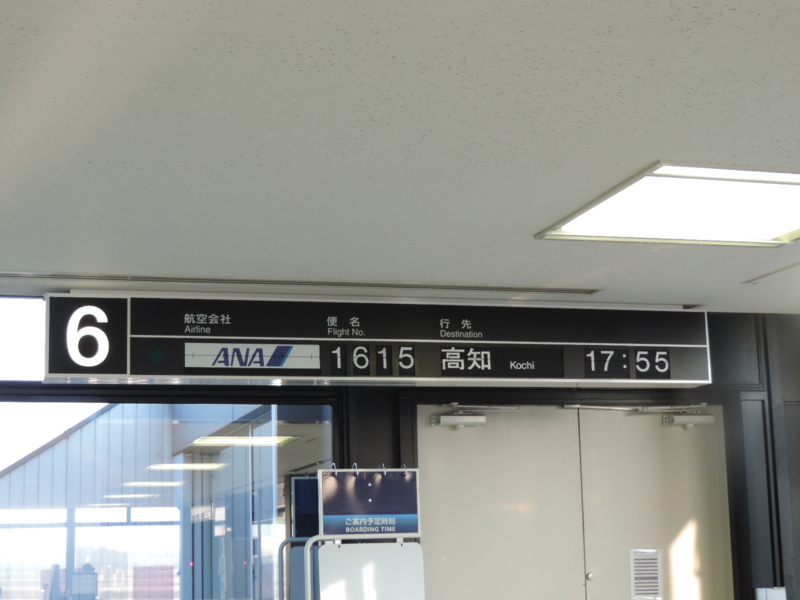 6
航空会社 便名 行先
Airline Flight No. Destination
ANA 1615 高知 Kochi 17:55
ご案内予定時刻
BOARDING TIME